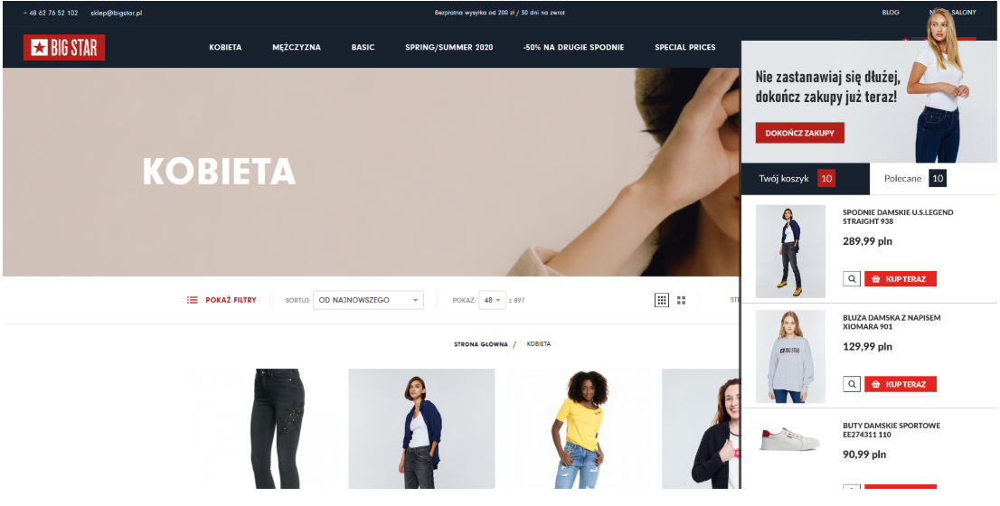 + 48 62 76 52 102 sklep@bigstar.pl
Bezpłatna wysyłka od 200 zł / 30 dni na zwrot
BLOG
SALONY
BIG STAR
KOBIETA MĘŻCZYZNA BASIC SPRING/SUMMER 2020 -50% NA DRUGIE SPODNIE SPECIAL PRICES
KOBIETA
Nie zastanawiaj się dłużej,
dokończ zakupy już teraz!
DOKOŃCZ ZAKUPY
Twój koszyk 10
Polecane 10
SPODNIE DAMSKIE U.S.LEGEND
STRAIGHT 938
289,99 pln
KUP TERAZ
BLUZA DAMSKA Z NAPISEM
XIOMARA 901
129,99 pln
KUP TERAZ
BUTY DAMSKIE SPORTOWE
EE274311 110
90,99 pln
POKAŻ FILTRY
SORTUJ: OD NAJNOWSZEGO
POKAŻ: 48 z 897
STRONA GŁÓWNA / KOBIETA
BIG STAR